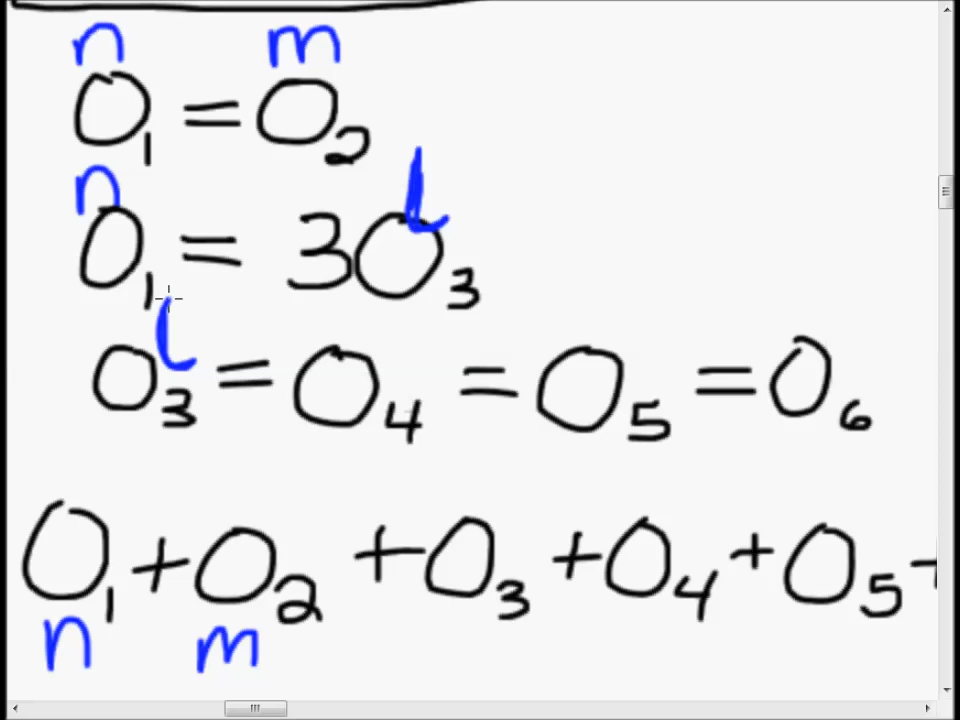 n m
O₁ = O₂
n l
O₁ = 3O₃
l
O₃ = O₄ = O₅ = O₆
O₁ + O₂ + O₃ + O₄ + O₅ +
n m